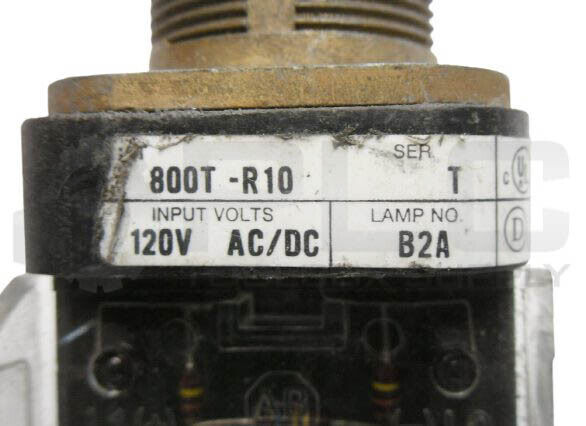 SER.
800T -R10 T
INPUT VOLTS LAMP NO.
120V AC/DC B2A
D
A-B